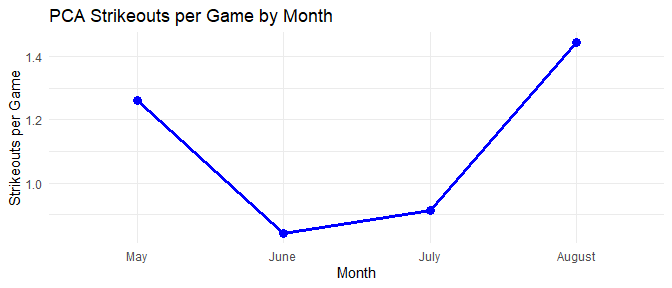 PCA Strikeouts per Game by Month
Strikeouts per Game
1.4
1.2
1.0
May June July August
Month